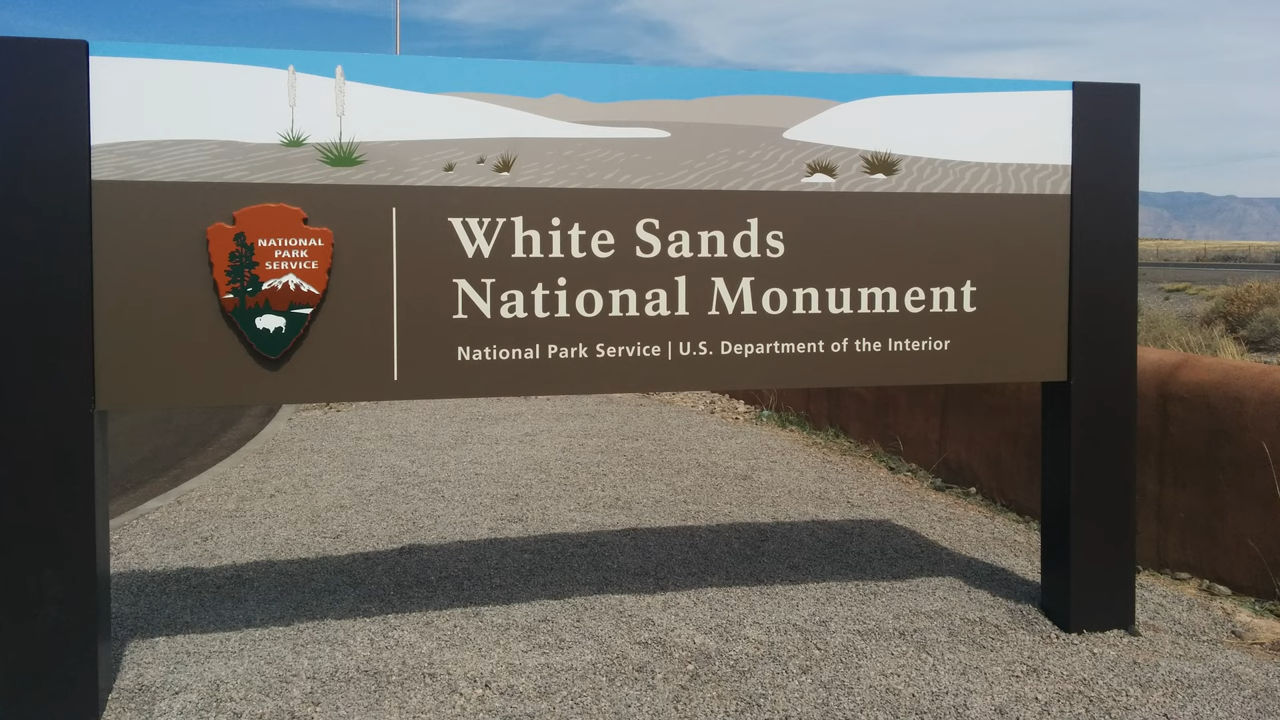 NATIONAL
PARK
SERVICE
White Sands
National Monument
National Park Service | U.S. Department of the Interior